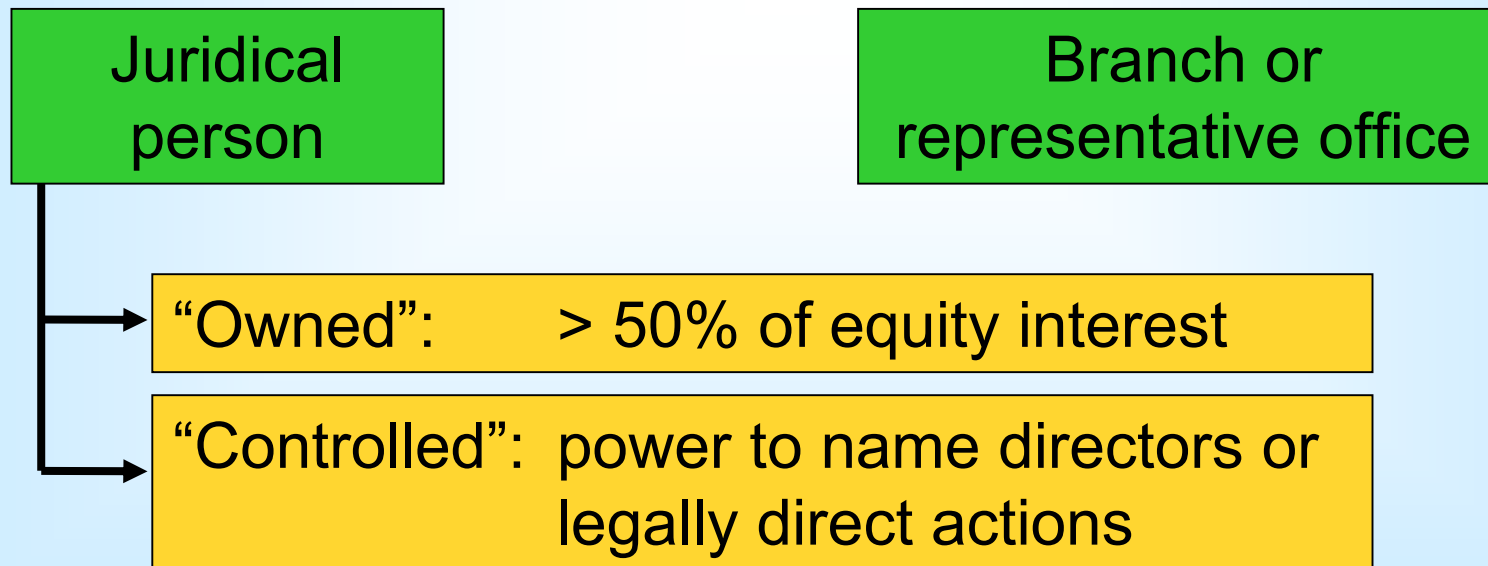 Juridical
person
Branch or
representative office
“Owned”: > 50% of equity interest
“Controlled”: power to name directors or
legally direct actions